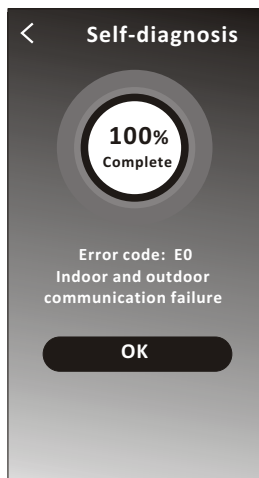 Self-diagnosis
100%
Complete
Error code: E0
Indoor and outdoor
communication failure
OK